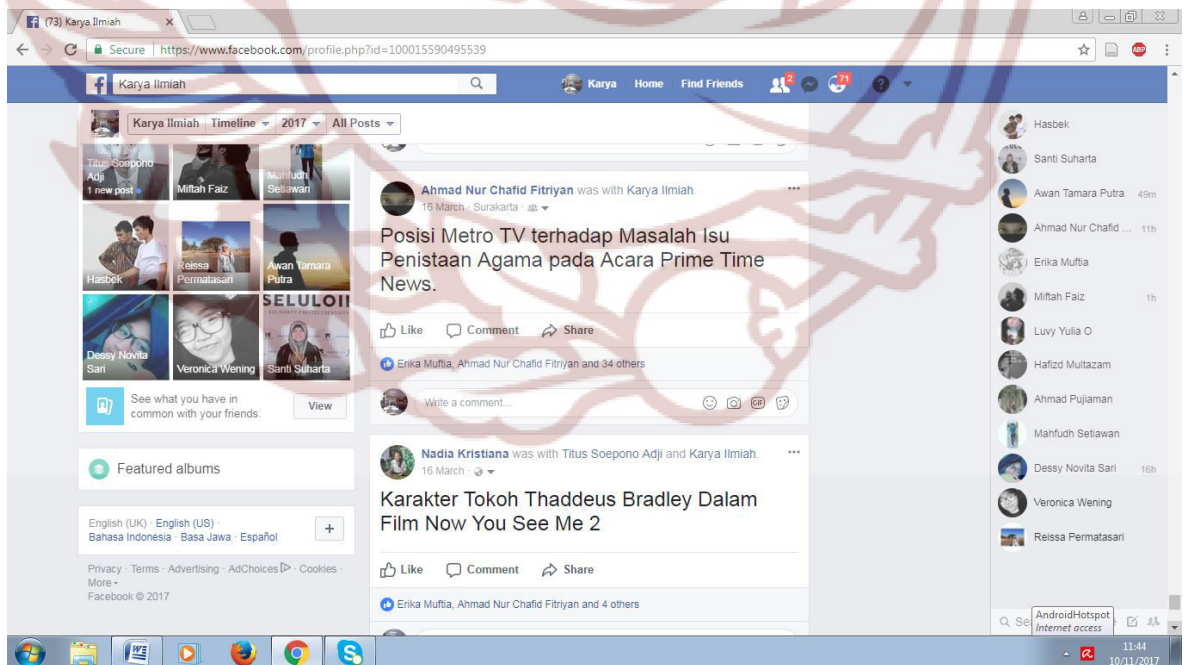 (73) Karya Ilmiah
Secure https://www.facebook.com/profile.php?id=100015590495539
ABP
Karya Ilmiah
Karya Home Find Friends 2 71
Karya Ilmiah Timeline 2017 All Posts
Titus Soepono Adji
1 new post
Miftah Faiz
Mahfudh Setiawan
Hasbek
Reissa Permatasari
Awan Tamara Putra
SELULOI
Dessy Novita Sari
Veronica Wening
Santi Suharta
See what you have in
common with your friends.
View
Featured albums
English (UK) · English (US) ·
Bahasa Indonesia · Basa Jawa · Español
+
Privacy · Terms · Advertising · AdChoices · Cookies ·
More
Facebook © 2017
Ahmad Nur Chafid Fitriyan was with Karya Ilmiah.
16 March · Surakarta ·
Posisi Metro TV terhadap Masalah Isu
Penistaan Agama pada Acara Prime Time
News.
Like Comment Share
Erika Muftia, Ahmad Nur Chafid Fitriyan and 34 others
Write a comment...
GIF
Nadia Kristiana was with Titus Soepono Adji and Karya Ilmiah.
16 March ·
Karakter Tokoh Thaddeus Bradley Dalam
Film Now You See Me 2
Like Comment Share
Erika Muftia, Ahmad Nur Chafid Fitriyan and 4 others
Hasbek
Santi Suharta
Awan Tamara Putra 49m
Ahmad Nur Chafid ... 11h
Erika Muftia
Miftah Faiz 1h
Luvy Yulia O
Hafizd Multazam
Ahmad Pujiaman
Mahfudh Setiawan
Dessy Novita Sari 16h
Veronica Wening
Reissa Permatasari
AndroidHotspot
Internet access
11:44
10/11/2017